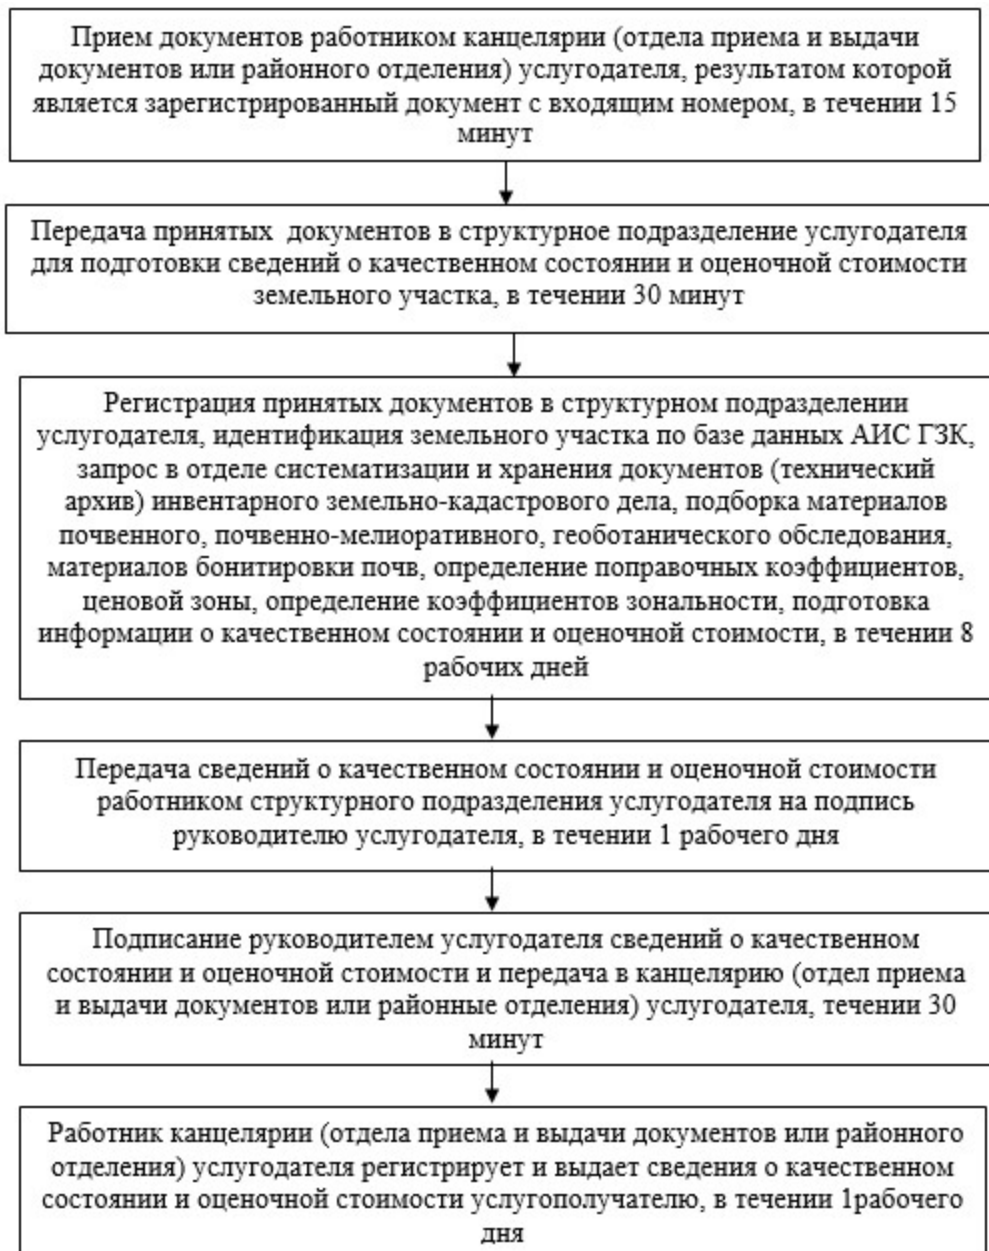 Прием документов работником канцелярии (отдела приема и выдачи
документов или районного отделения) услугодателя, результатом которой
является зарегистрированный документ с входящим номером, в течении 15
минут
Передача принятых документов в структурное подразделение услугодателя
для подготовки сведений о качественном состоянии и оценочной стоимости
земельного участка, в течении 30 минут
Регистрация принятых документов в структурном подразделении
услугодателя, идентификация земельного участка по базе данных АИС ГЗК,
запрос в отделе систематизации и хранения документов (технический
архив) инвентарного земельно-кадастрового дела, подборка материалов
почвенного, почвенно-мелиоративного, геоботанического обследования,
материалов бонитировки почв, определение поправочных коэффициентов,
ценовой зоны, определение коэффициентов зональности, подготовка
информации о качественном состоянии и оценочной стоимости, в течении 8
рабочих дней
Передача сведений о качественном состоянии и оценочной стоимости
работником структурного подразделения услугодателя на подпись
руководителю услугодателя, в течении 1 рабочего дня
Подписание руководителем услугодателя сведений о качественном
состоянии и оценочной стоимости и передача в канцелярию (отдел приема
и выдачи документов или районные отделения) услугодателя, течении 30
минут
Работник канцелярии (отдела приема и выдачи документов или районного
отделения) услугодателя регистрирует и выдает сведения о качественном
состоянии и оценочной стоимости услугополучателю, в течении 1рабочего
дня